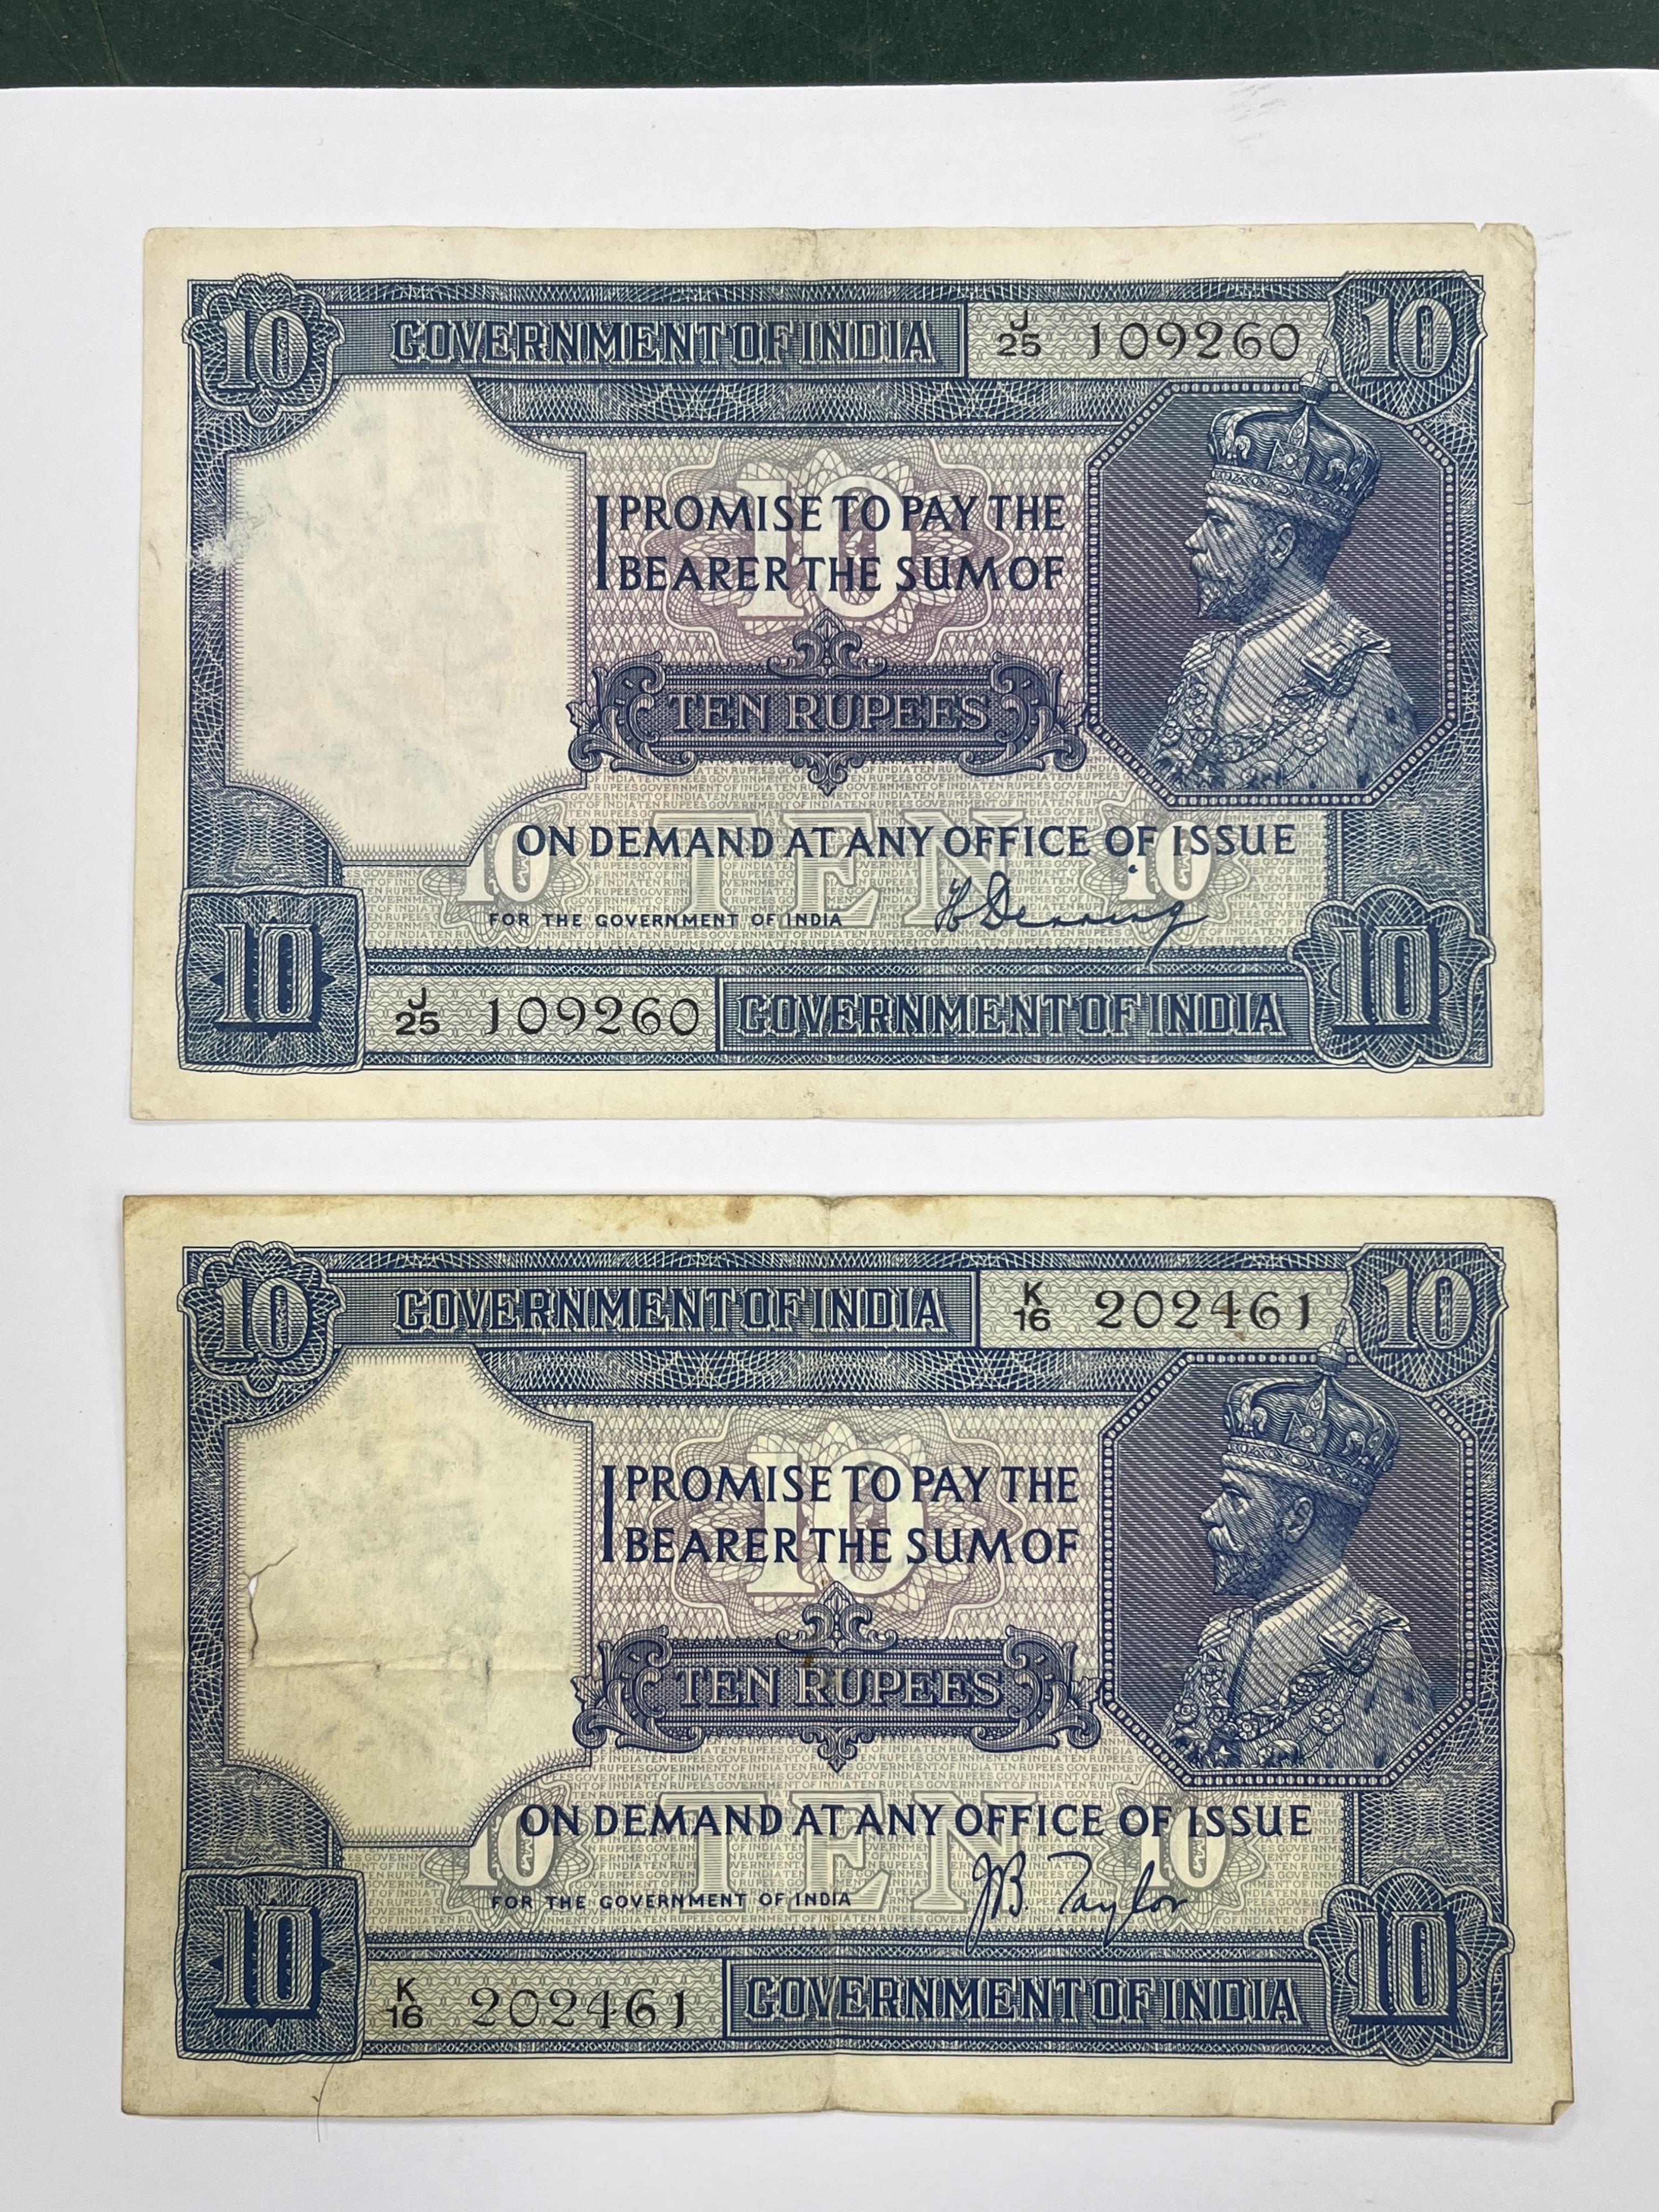 10 GOVERNMENT OF INDIA J/25 109260 10
I PROMISE TO PAY THE
BEARER THE SUM OF
10
TEN RUPEES
ON DEMAND AT ANY OFFICE OF ISSUE
10 TEN 10
FOR THE GOVERNMENT OF INDIA H Denning
10 J/25 109260 GOVERNMENT OF INDIA 10
10 GOVERNMENT OF INDIA K/16 202461 10
I PROMISE TO PAY THE
BEARER THE SUM OF
10
TEN RUPEES
ON DEMAND AT ANY OFFICE OF ISSUE
10 TEN 10
FOR THE GOVERNMENT OF INDIA JB. Taylor
10 K/16 202461 GOVERNMENT OF INDIA 10